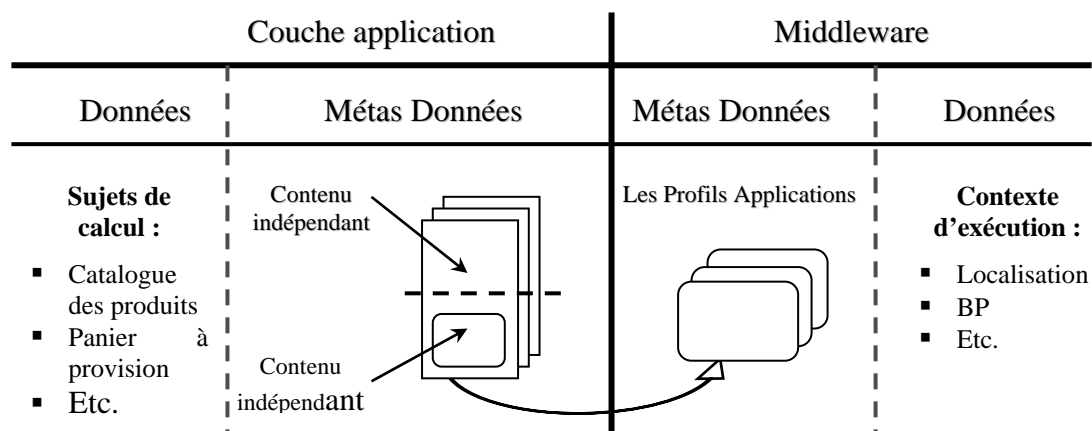 Couche application
Middleware
Données
Métas Données
Métas Données
Données
Sujets de
calcul :
▪ Catalogue
des produits
▪ Panier à
provision
▪ Etc.
Contenu
indépendant
Contenu
indépendant
Les Profils Applications
Contexte
d’exécution :
▪ Localisation
▪ BP
▪ Etc.